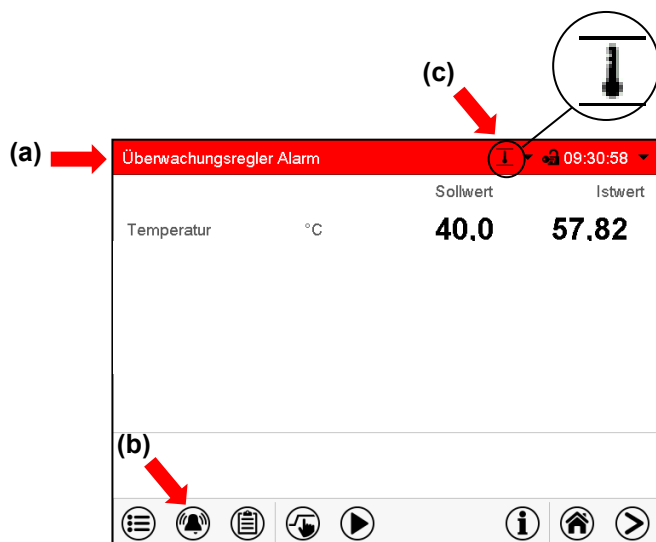 (c)
(a)
Überwachungsregler Alarm 09:30:58
Sollwert Istwert
Temperatur °C 40,0 57,82
(b)